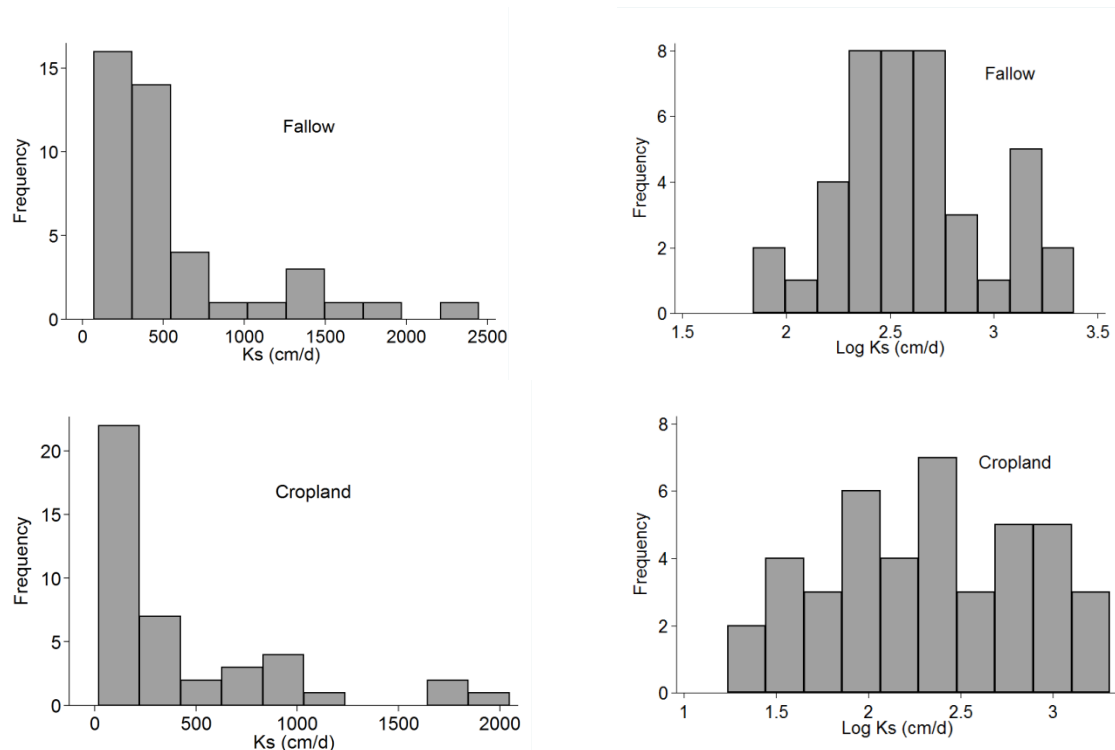 15
10
5
0
Frequency
Fallow
0 500 1000 1500 2000 2500
Ks (cm/d)
8
6
4
2
0
Frequency
Fallow
1.5 2 2.5 3 3.5
Log Ks (cm/d)
20
15
10
5
0
Frequency
Cropland
0 500 1000 1500 2000
Ks (cm/d)
8
6
4
2
0
Frequency
Cropland
1 1.5 2 2.5 3
Log Ks (cm/d)